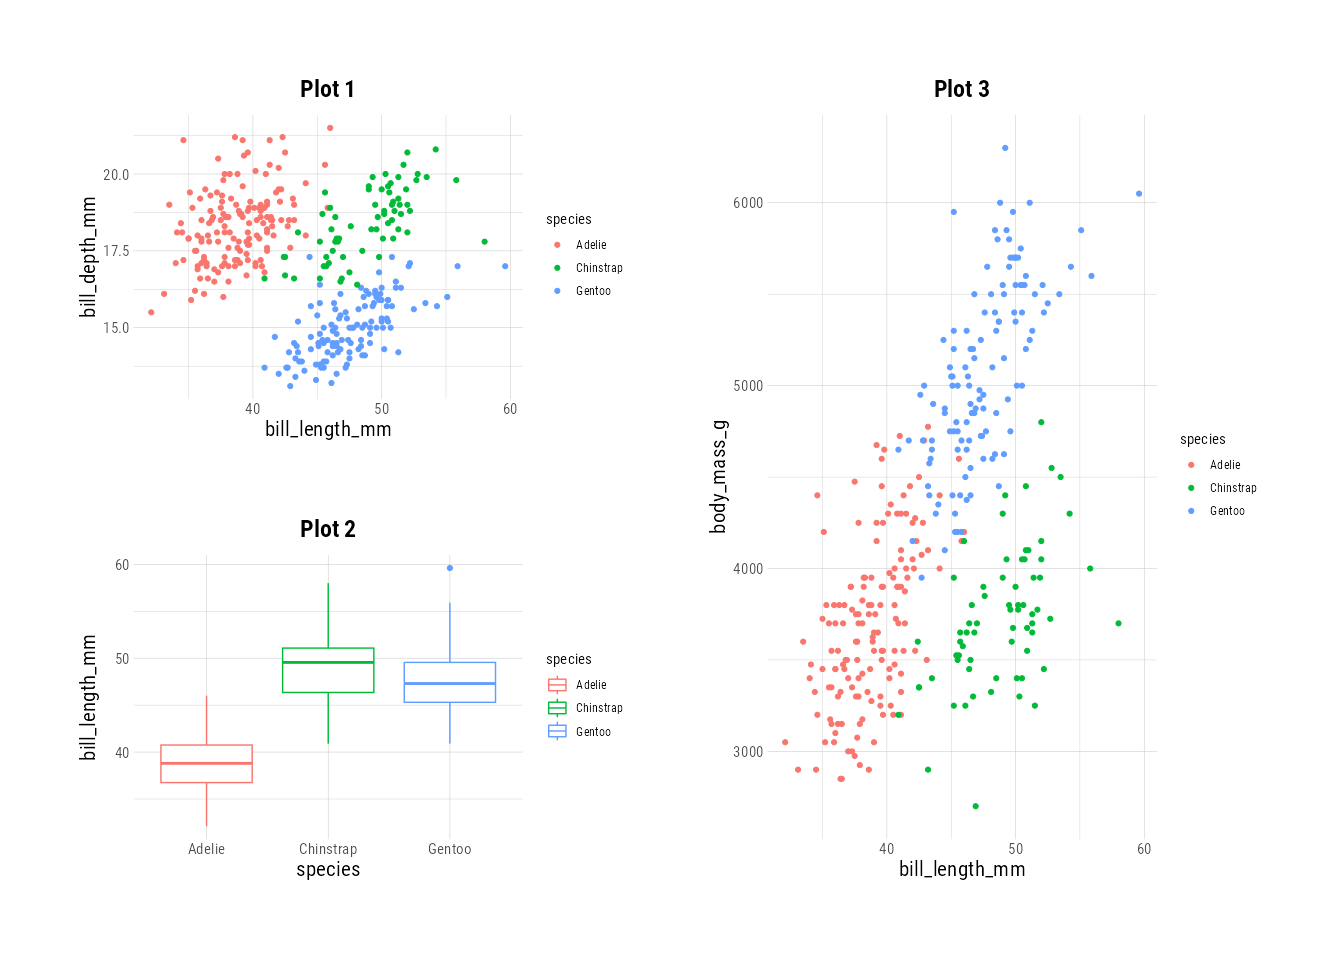 Plot 1
bill_depth_mm
20.0
17.5
15.0
40 50 60
bill_length_mm
species
Adelie
Chinstrap
Gentoo
Plot 2
bill_length_mm
60
50
40
Adelie Chinstrap Gentoo
species
species
Adelie
Chinstrap
Gentoo
Plot 3
body_mass_g
6000
5000
4000
3000
40 50 60
bill_length_mm
species
Adelie
Chinstrap
Gentoo